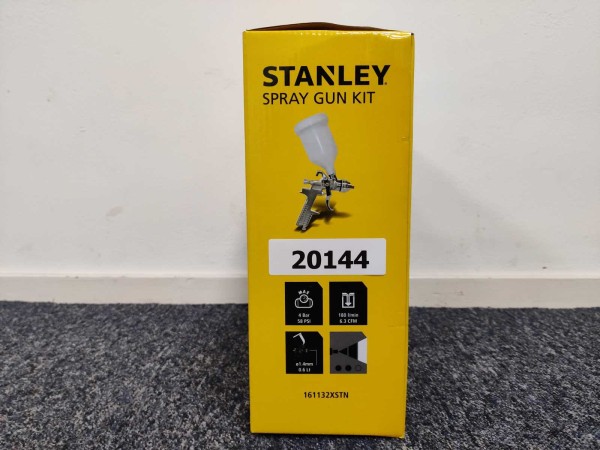 STANLEY
SPRAY GUN KIT
20144
MAX
4 Bar
58 PSI
180 l/min
6.3 CFM
ø1.4mm
0.6 Lt
161132XSTN